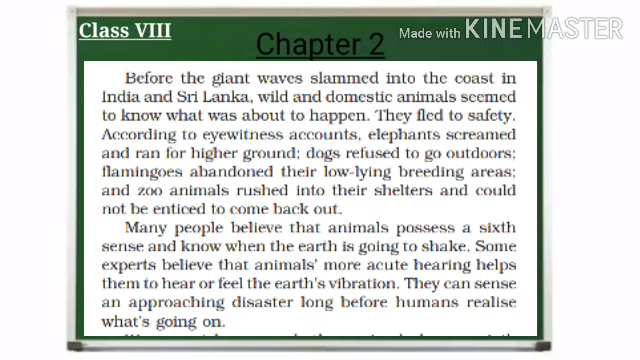 Class VIII
Chapter 2
Made with KINEMASTER
Before the giant waves slammed into the coast in
India and Sri Lanka, wild and domestic animals seemed
to know what was about to happen. They fled to safety.
According to eyewitness accounts, elephants screamed
and ran for higher ground; dogs refused to go outdoors;
flamingoes abandoned their low-lying breeding areas;
and zoo animals rushed into their shelters and could
not be enticed to come back out.
Many people believe that animals possess a sixth
sense and know when the earth is going to shake. Some
experts believe that animals' more acute hearing helps
them to hear or feel the earth's vibration. They can sense
an approaching disaster long before humans realise
what's going on.